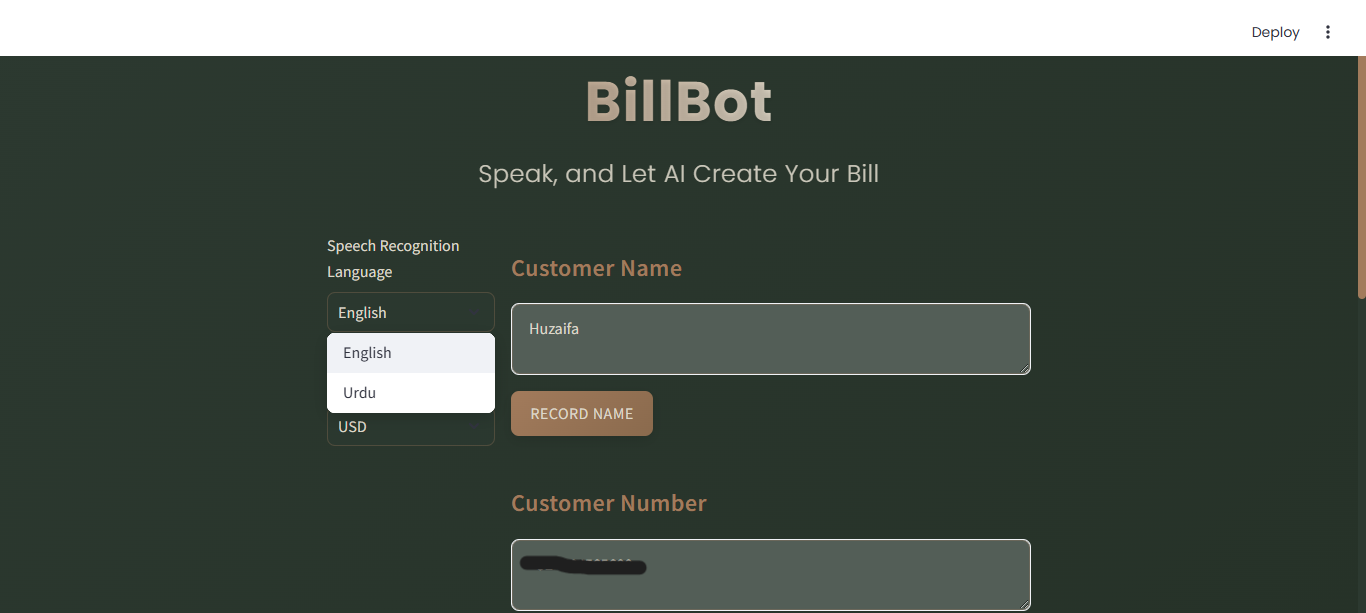 Deploy
BillBot
Speak, and Let AI Create Your Bill
Speech Recognition
Language
English
English
Urdu
USD
Customer Name
Huzaifa
RECORD NAME
Customer Number